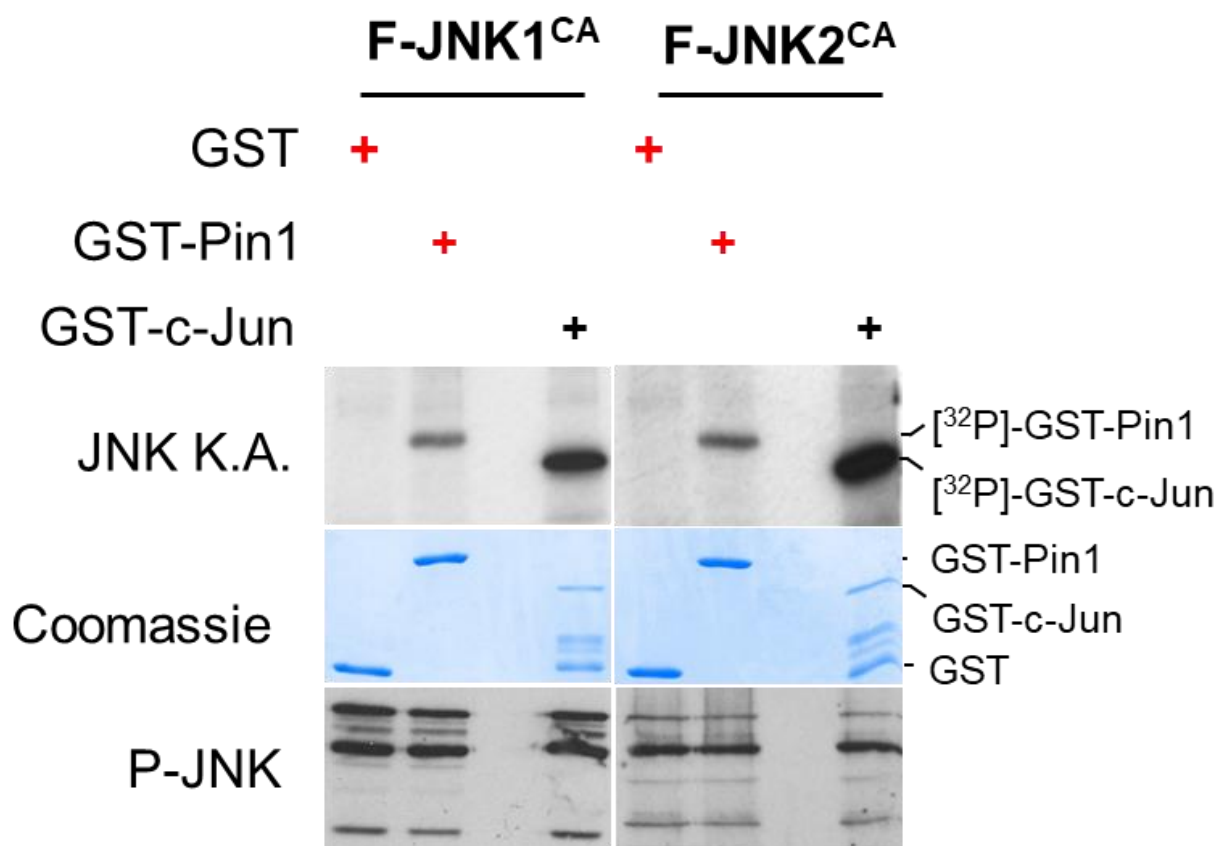 F-JNK1ᶜᴬ F-JNK2ᶜᴬ
GST + +
GST-Pin1 + +
GST-c-Jun + +
JNK K.A.
[³²P]-GST-Pin1
[³²P]-GST-c-Jun
Coomassie
GST-Pin1
GST-c-Jun
GST
P-JNK